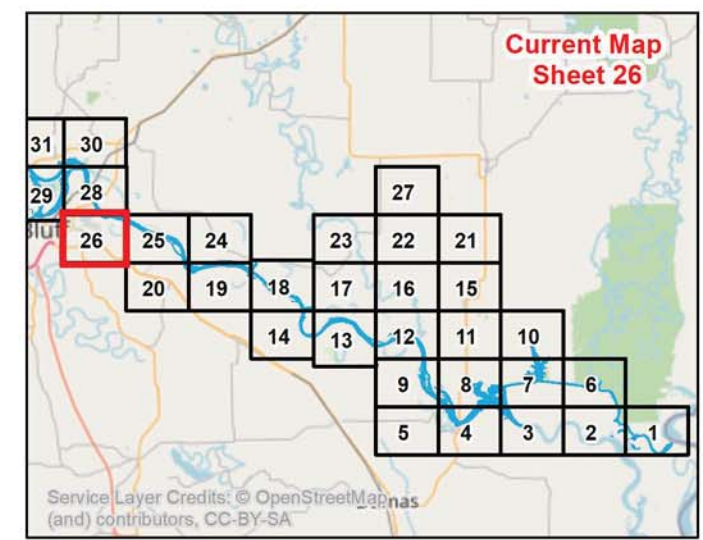 Current Map
Sheet 26
31 30
29 28 27
Bluff 26 25 24 23 22 21
20 19 18 17 16 15
14 13 12 11 10
9 8 7 6
5 4 3 2 1
Service Layer Credits: © OpenStreetMap
(and) contributors, CC-BY-SA